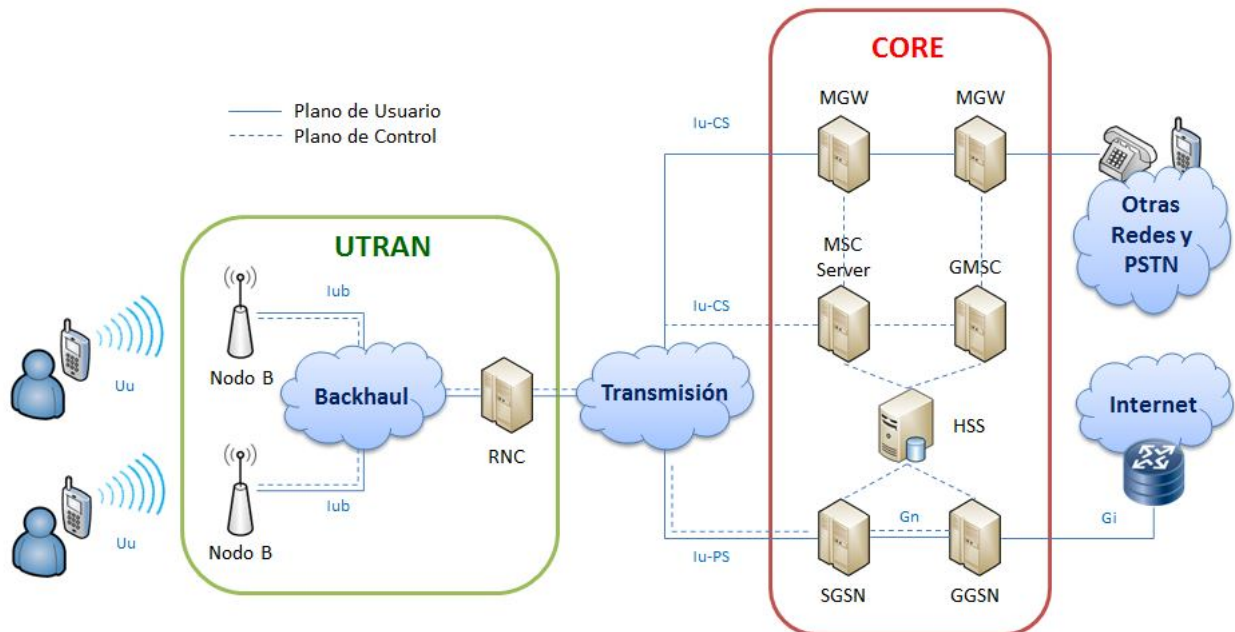 CORE
Plano de Usuario
Plano de Control
MGW
MGW
Iu-CS
Otras
Redes y
PSTN
UTRAN
MSC
Server
GMSC
Iub
Iu-CS
Uu
Nodo B
Backhaul
Transmisión
Internet
HSS
RNC
Iub
Uu
Nodo B
Gn
Gi
Iu-PS
SGSN
GGSN